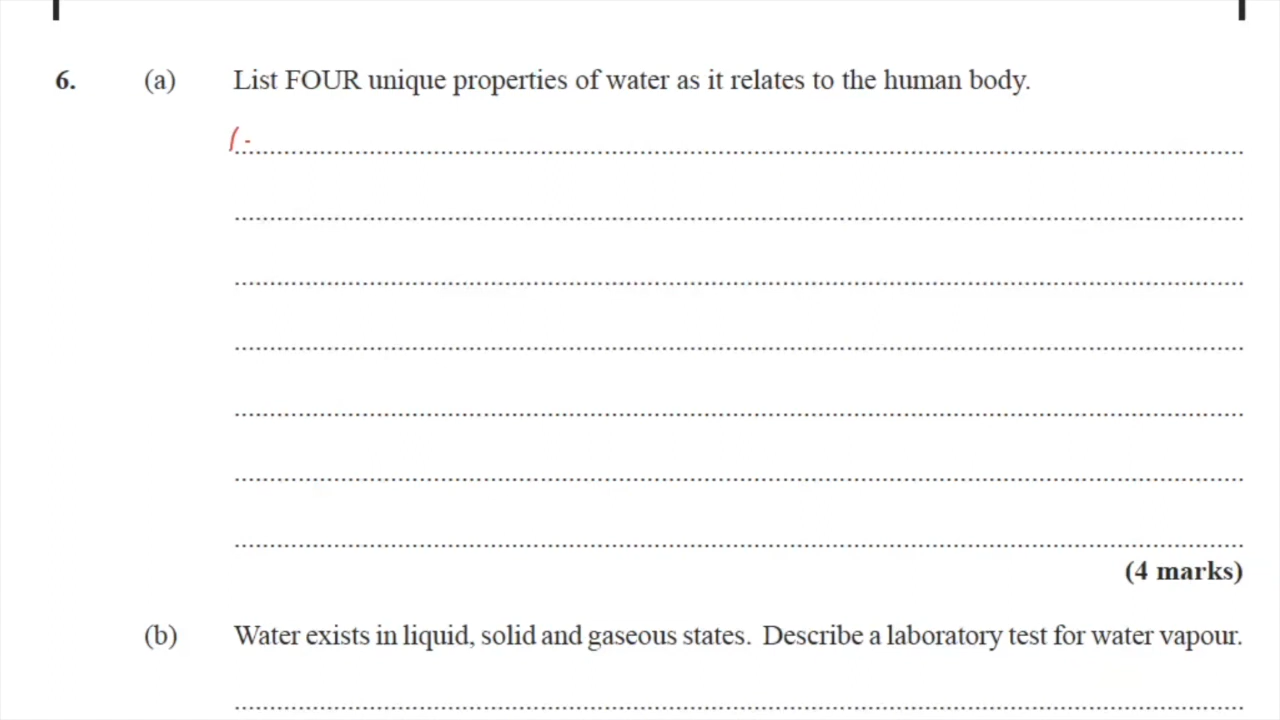 6. (a) List FOUR unique properties of water as it relates to the human body.
1.
(4 marks)
(b) Water exists in liquid, solid and gaseous states. Describe a laboratory test for water vapour.